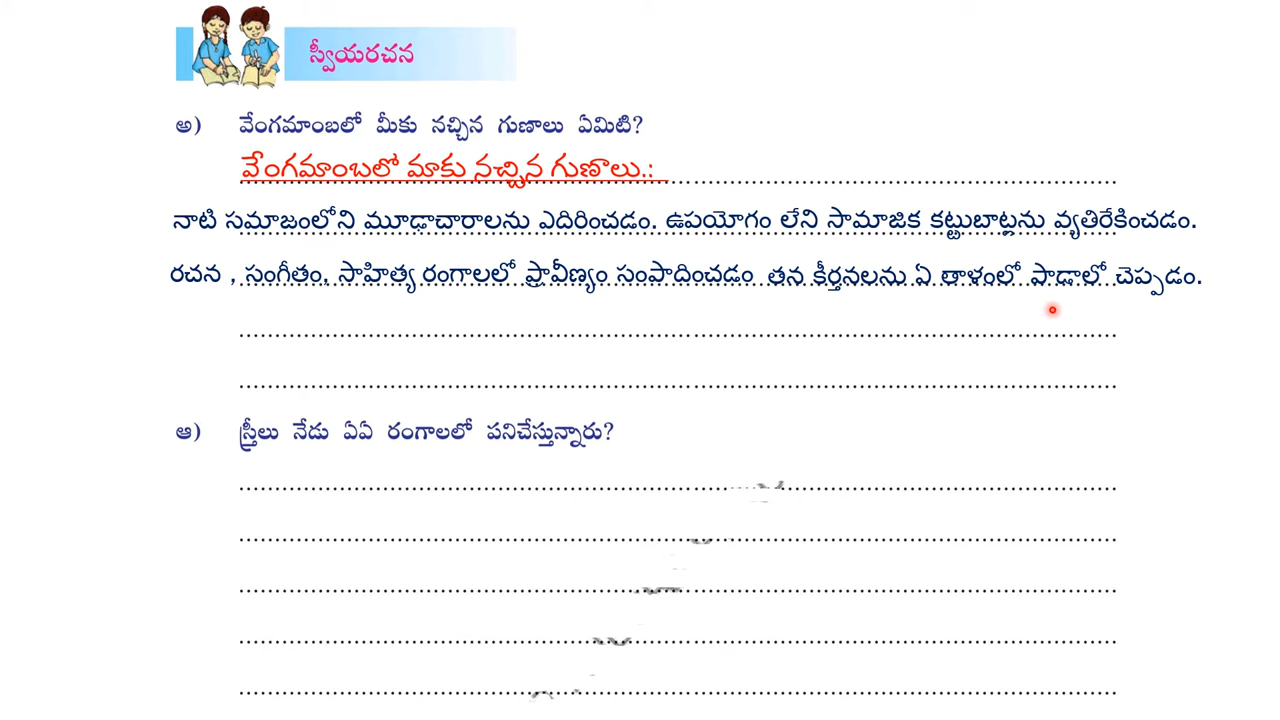 స్వీయరచన
అ) వేంగమాంబలో మీకు నచ్చిన గుణాలు ఏమిటి?
వేంగమాంబలో మాకు నచ్చిన గుణాలు.:
నాటి సమాజంలోని మూఢాచారాలను ఎదిరించడం. ఉపయోగం లేని సామాజిక కట్టుబాట్లను వ్యతిరేకించడం.
రచన , సంగీతం, సాహిత్య రంగాలలో ప్రావీణ్యం సంపాదించడం తన కీర్తనలను ఏ తాళంలో పాడాలో చెప్పడం.
ఆ) స్త్రీలు నేడు ఏఏ రంగాలలో పనిచేస్తున్నారు?